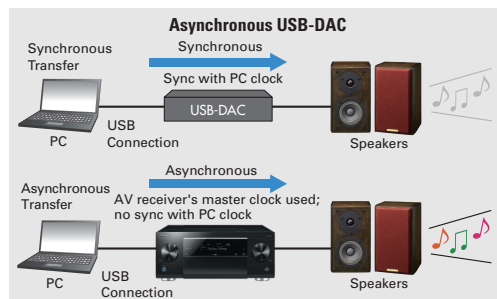 Asynchronous USB-DAC
Synchronous
Transfer
Synchronous
Sync with PC clock
USB-DAC
USB
Connection
PC
Speakers
Asynchronous
Transfer
Asynchronous
AV receiver's master clock used;
no sync with PC clock
PC
USB
Connection
Speakers